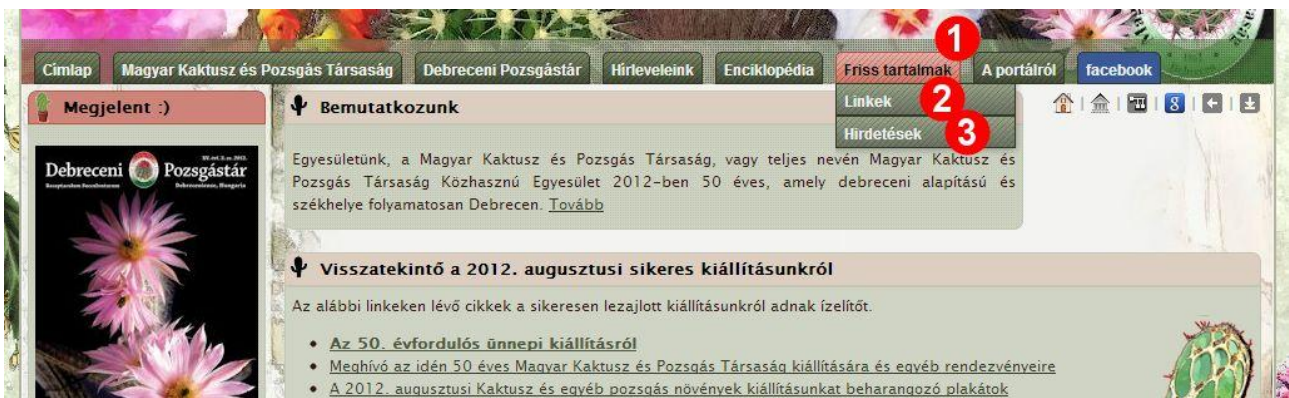 1
Címlap
Magyar Kaktusz és Pozsgás Társaság
Debreceni Pozsgástár
Hírleveleink
Enciklopédia
Friss tartalmak
A portálról
facebook
Linkek 2
Hirdetések 3
Megjelent :)
Debreceni Pozsgástár
Bemutatkozunk
Egyesületünk, a Magyar Kaktusz és Pozsgás Társaság, vagy teljes nevén Magyar Kaktusz és
Pozsgás Társaság Közhasznú Egyesület 2012-ben 50 éves, amely debreceni alapítású és
székhelye folyamatosan Debrecen. Tovább
Visszatekintő a 2012. augusztusi sikeres kiállításunkról
Az alábbi linkeken lévő cikkek a sikeresen lezajlott kiállításunkról adnak ízelítőt.
• Az 50. évfordulós ünnepi kiállításról
• Meghívó az idén 50 éves Magyar Kaktusz és Pozsgás Társaság kiállítására és egyéb rendezvényeire
• A 2012. augusztusi Kaktusz és egyéb pozsgás növények kiállításunkat beharangozó plakátok